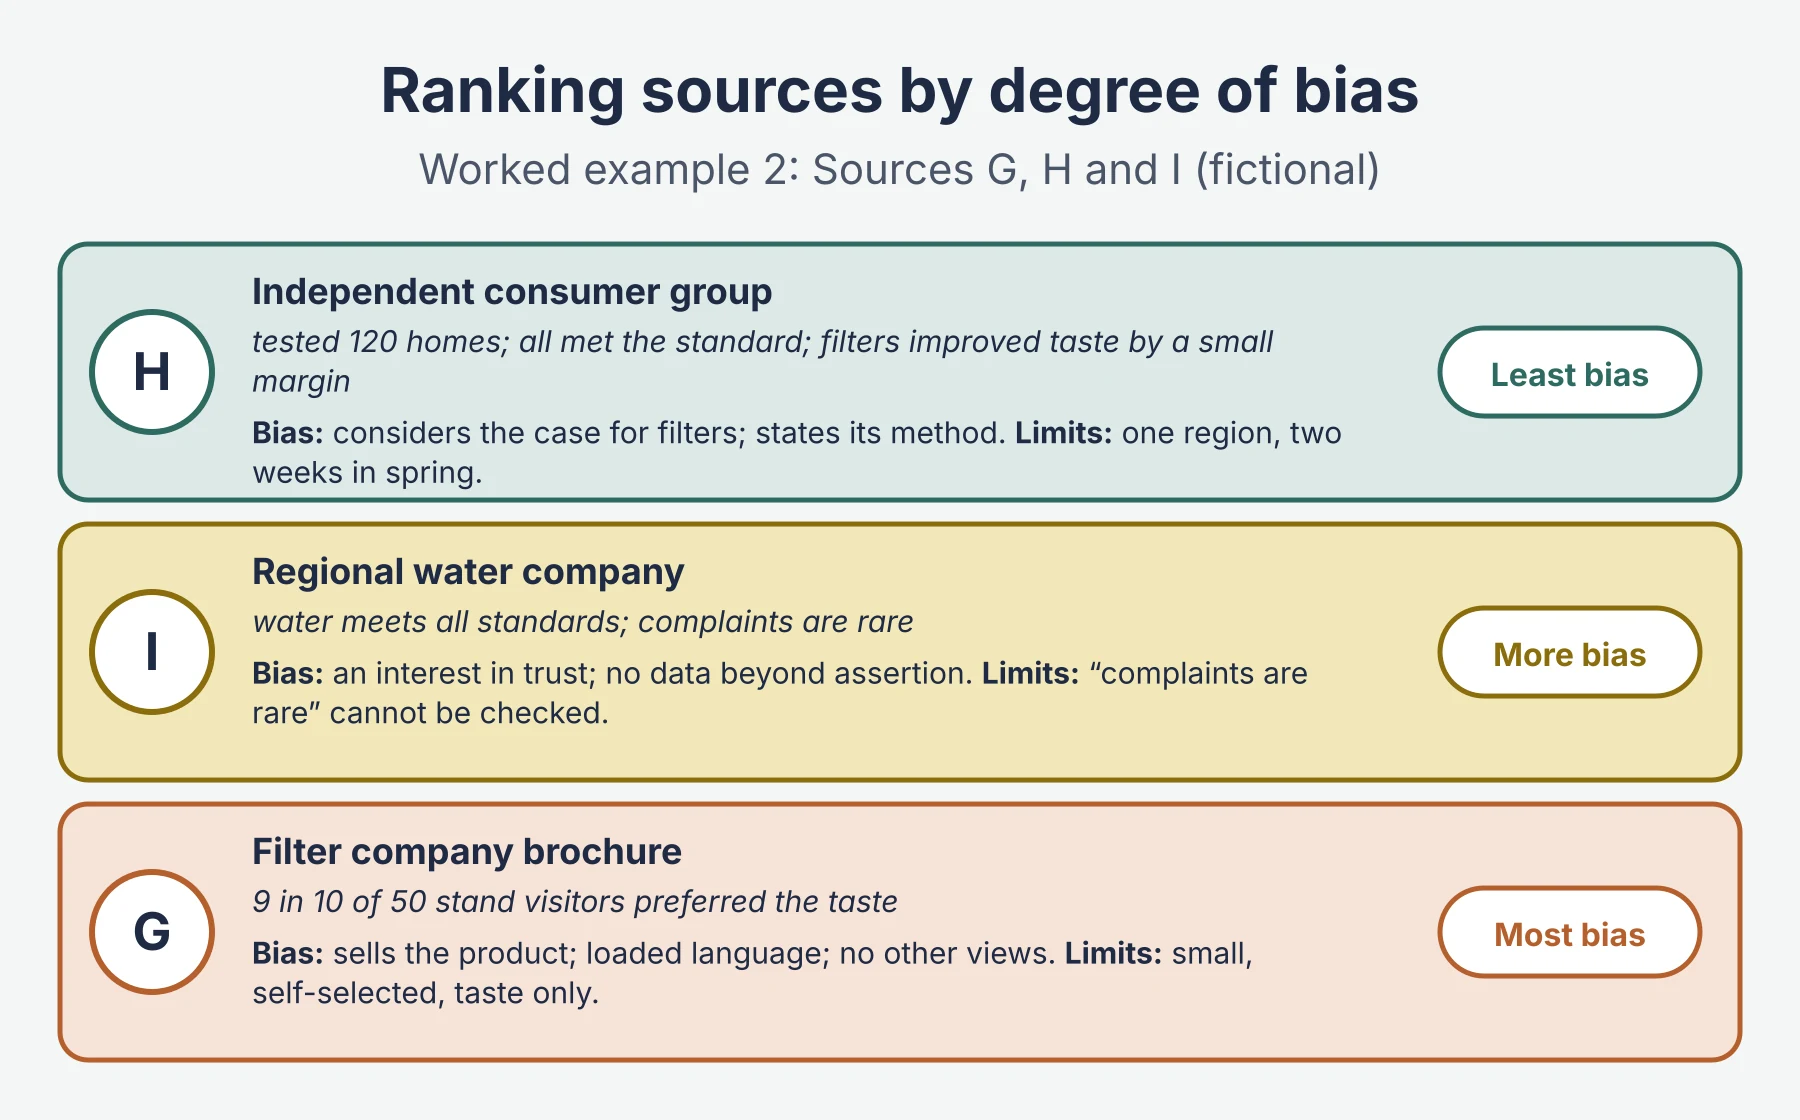 Ranking sources by degree of bias
Worked example 2: Sources G, H and I (fictional)
H
Independent consumer group
tested 120 homes; all met the standard; filters improved taste by a small
margin
Bias: considers the case for filters; states its method. Limits: one region, two
weeks in spring.
Least bias
I
Regional water company
water meets all standards; complaints are rare
Bias: an interest in trust; no data beyond assertion. Limits: “complaints are
rare” cannot be checked.
More bias
G
Filter company brochure
9 in 10 of 50 stand visitors preferred the taste
Bias: sells the product; loaded language; no other views. Limits: small,
self-selected, taste only.
Most bias